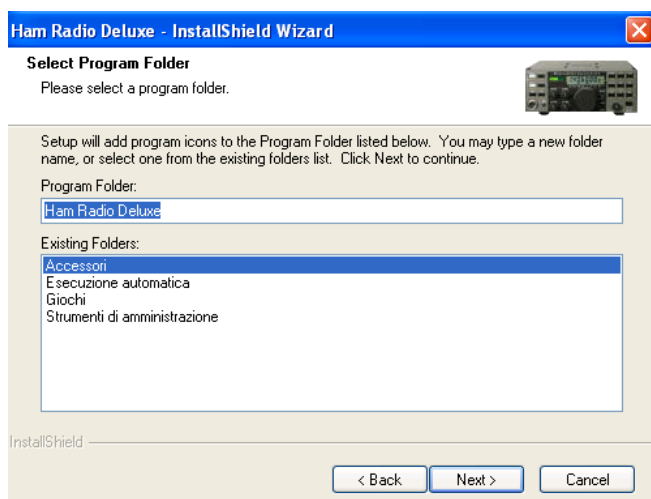 Ham Radio Deluxe - InstallShield Wizard
Select Program Folder
Please select a program folder.
Setup will add program icons to the Program Folder listed below.  You may type a new folder
name, or select one from the existing folders list.  Click Next to continue.
Program Folder:
Ham Radio Deluxe
Existing Folders:
Accessori
Esecuzione automatica
Giochi
Strumenti di amministrazione
InstallShield
< Back
Next >
Cancel